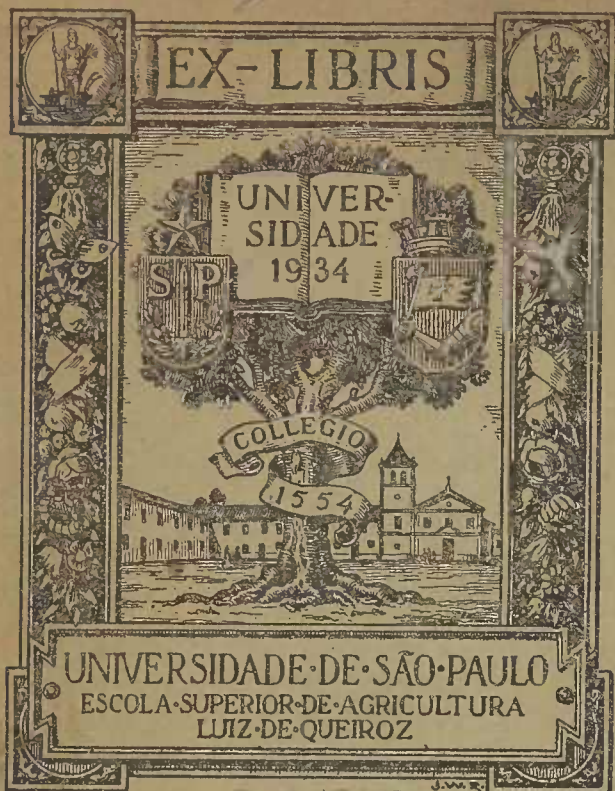 EX-LIBRIS
UNIVER-
SIDADE
1934
S P
COLLEGIO
1554
UNIVERSIDADE·DE·SÃO·PAULO
ESCOLA·SUPERIOR·DE·AGRICULTURA
LUIZ·DE·QUEIROZ
J.W.R.